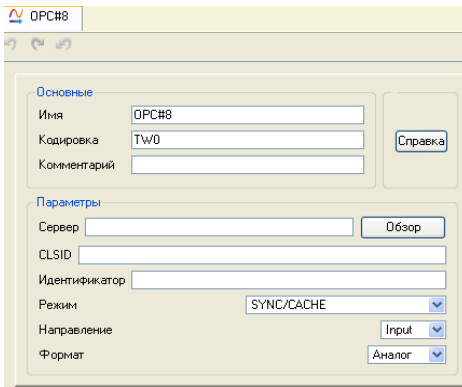 OPC#8
Основные
Имя OPC#8
Кодировка TW0
Справка
Комментарий
Параметры
Сервер Обзор
CLSID
Идентификатор
Режим SYNC/CACHE
Направление Input
Формат Аналог